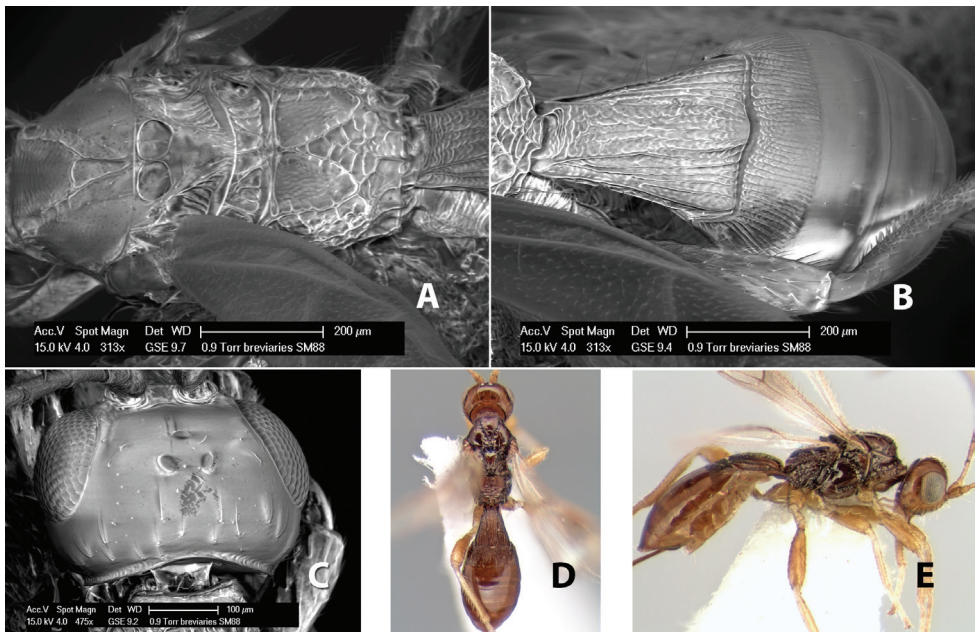 A
Acc.V Spot Magn Det WD 200 µm
15.0 kV 4.0 313x GSE 9.7 0.9 Torr breviaries SM88
B
Acc.V Spot Magn Det WD 200 µm
15.0 kV 4.0 313x GSE 9.4 0.9 Torr breviaries SM88
C
Acc.V Spot Magn Det WD 100 µm
15.0 kV 4.0 475x GSE 9.2 0.9 Torr breviaries SM88
D
E